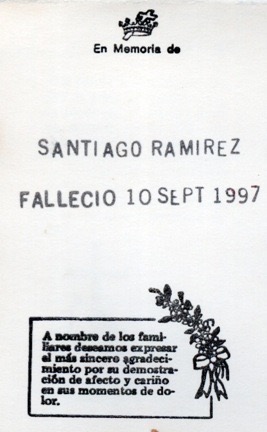 En Memoria de
SANTIAGO RAMIREZ
FALLECIO 10 SEPT 1997
A nombre de los fami-
liares deseamos expresar
el más sincero agradeci-
miento por su demostra-
ción de afecto y cariño
en sus momentos de do-
lor.